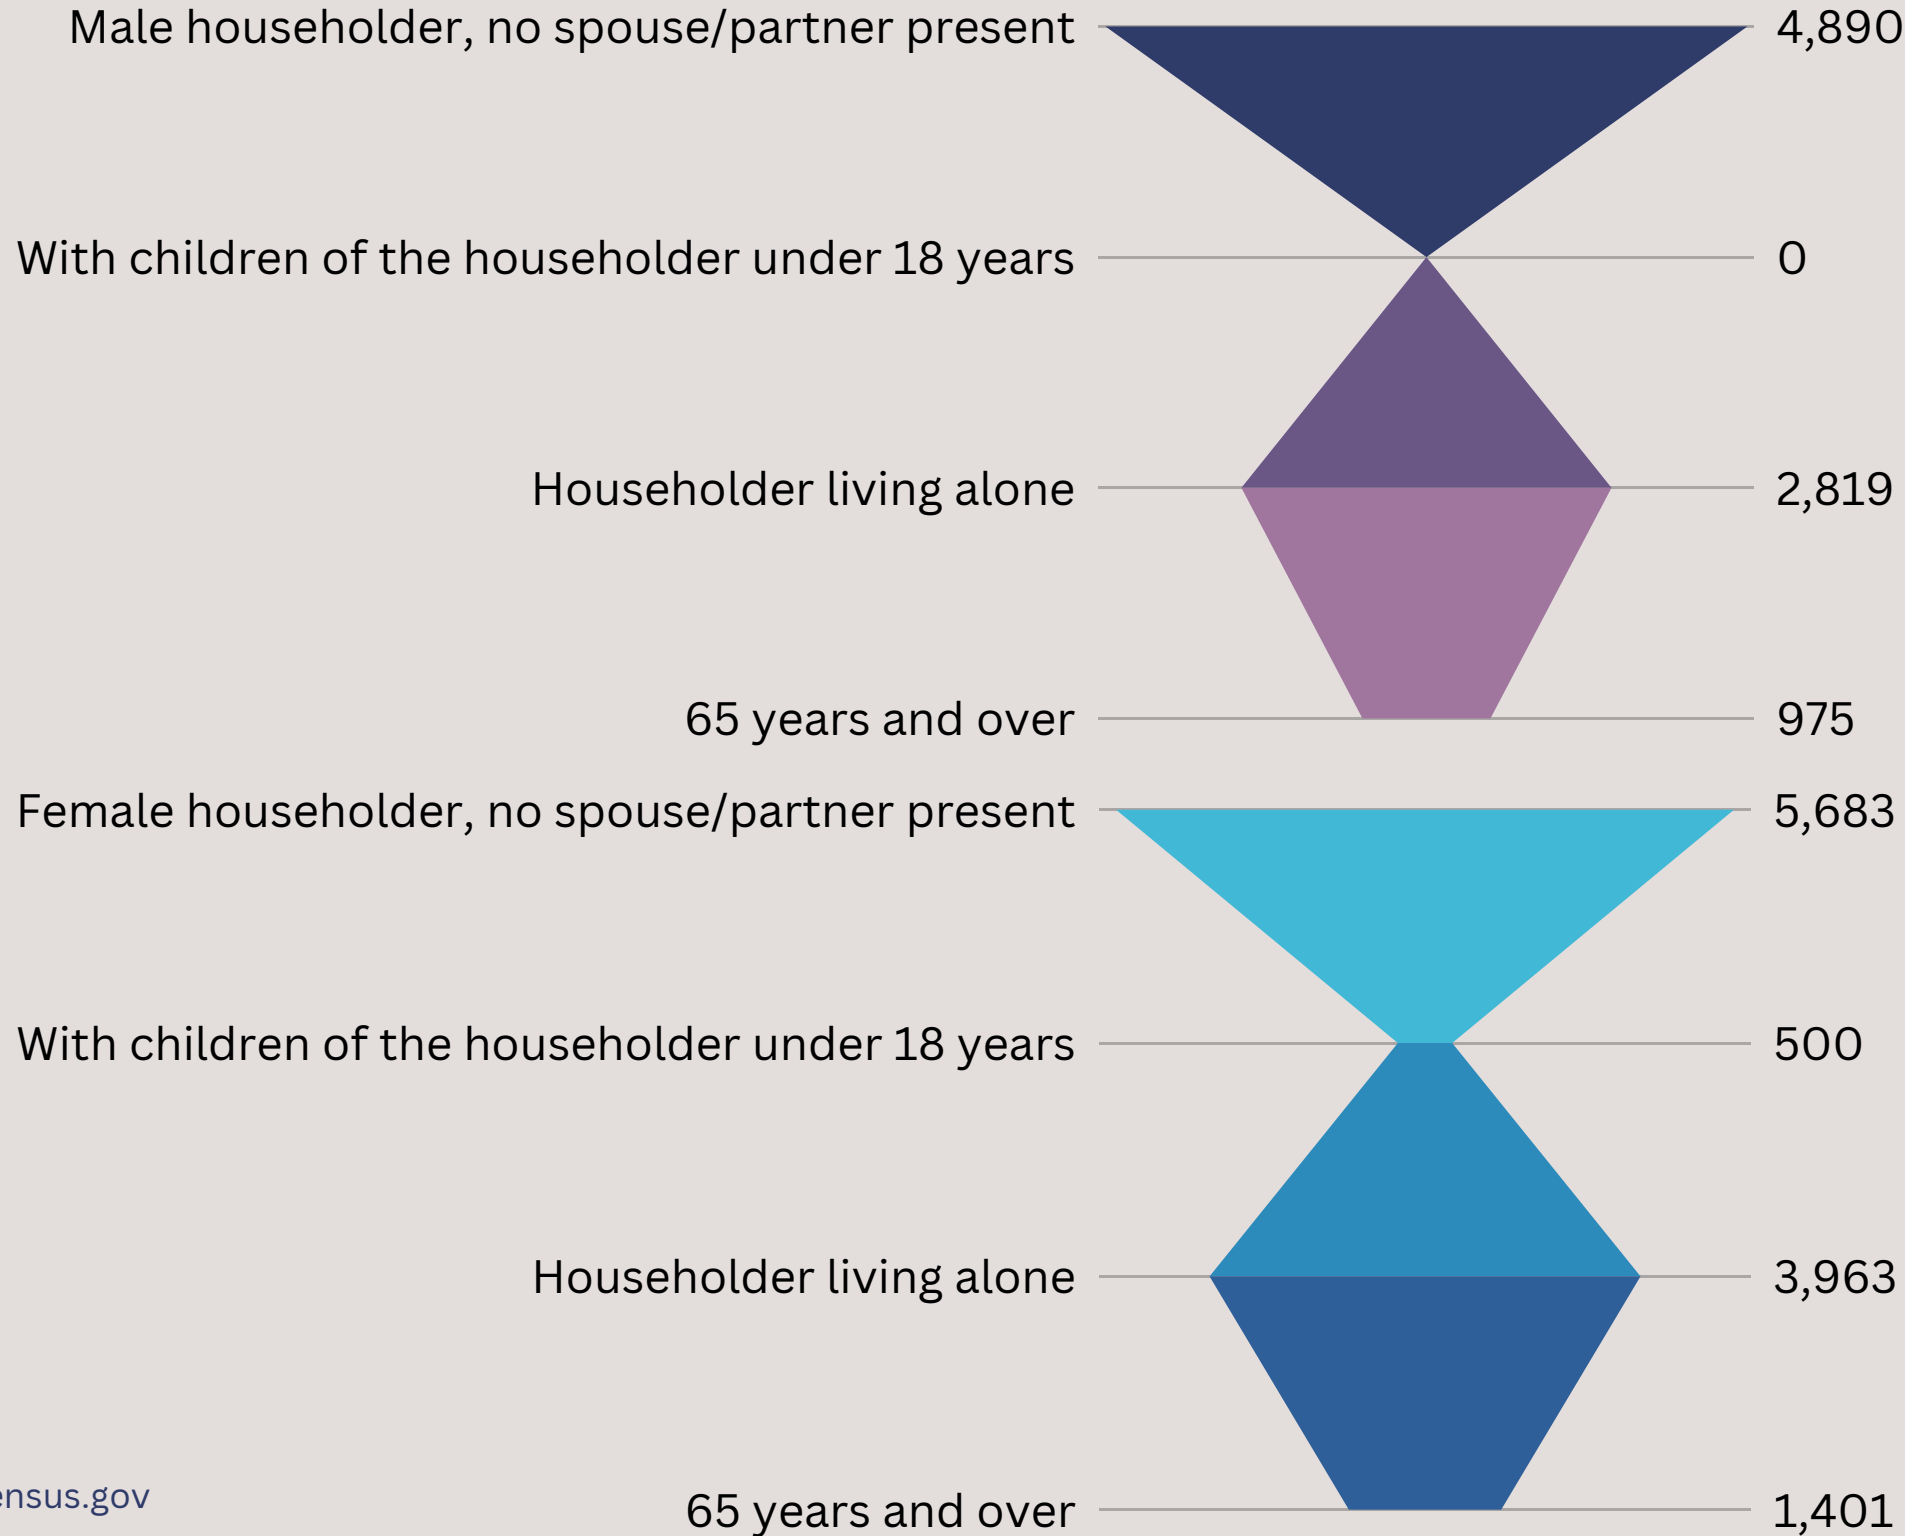 Male householder, no spouse/partner present 4,890
With children of the householder under 18 years 0
Householder living alone 2,819
65 years and over 975
Female householder, no spouse/partner present 5,683
With children of the householder under 18 years 500
Householder living alone 3,963
ensus.gov
65 years and over 1,401